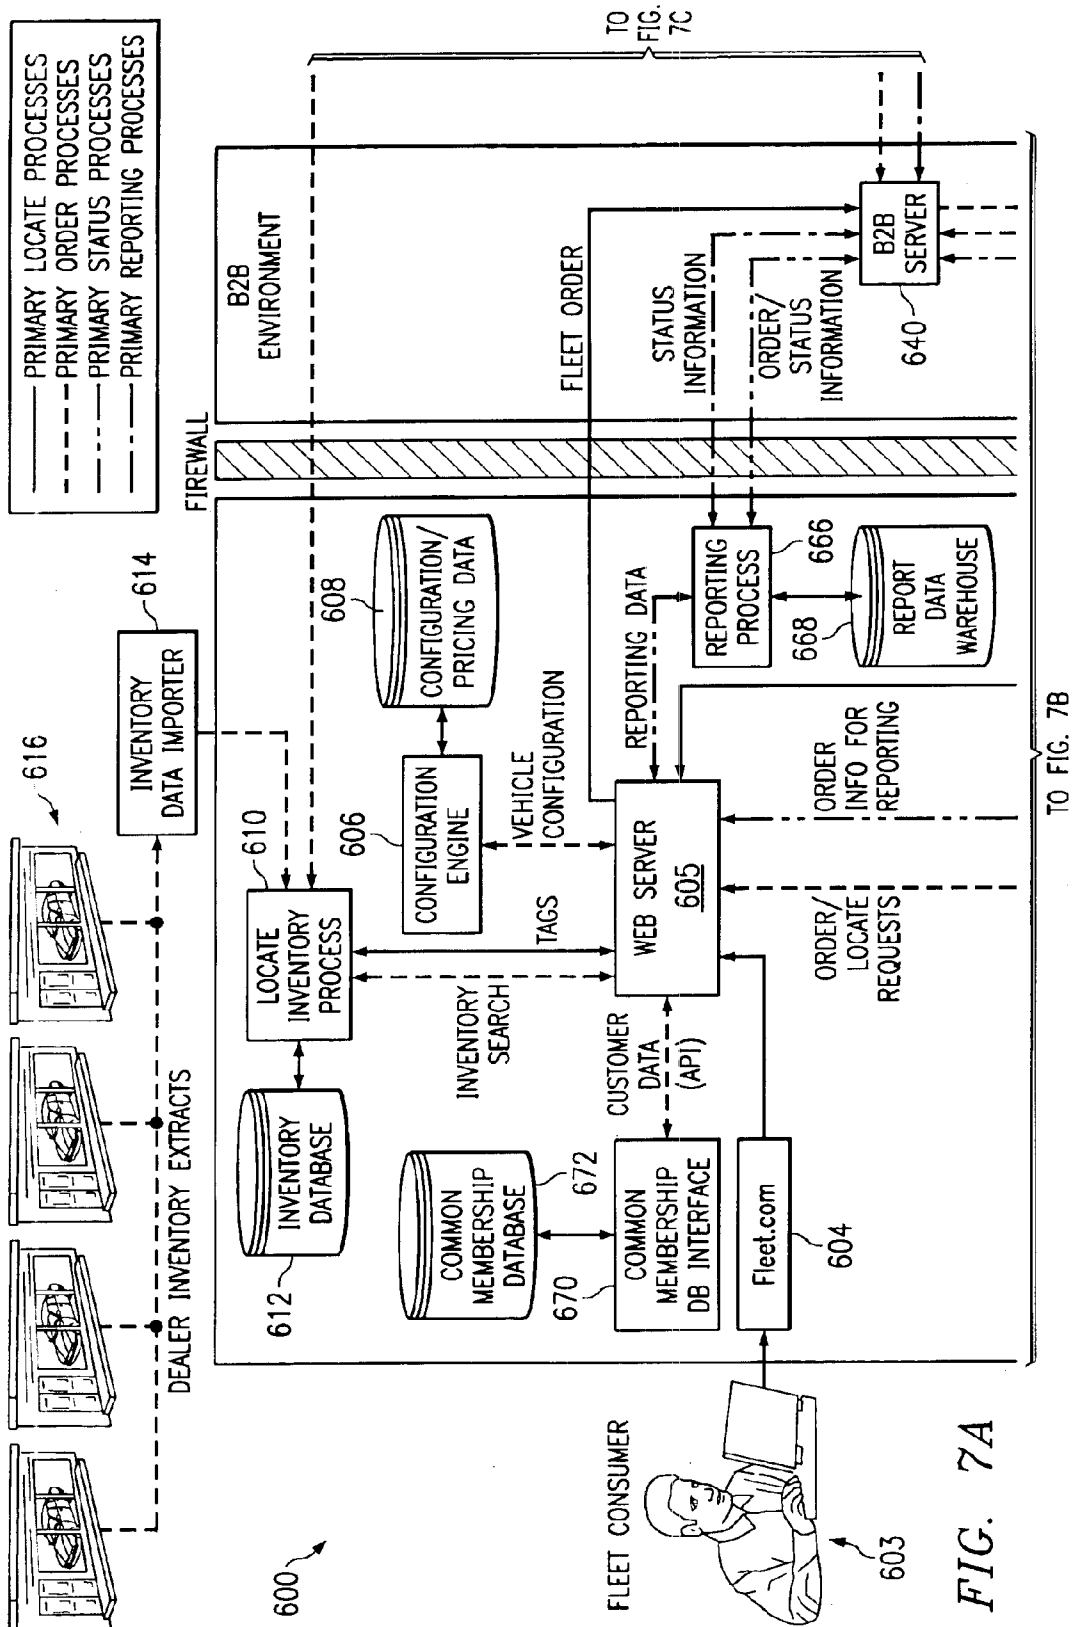 PRIMARY LOCATE PROCESSES
PRIMARY ORDER PROCESSES
PRIMARY STATUS PROCESSES
PRIMARY REPORTING PROCESSES
616
614
INVENTORY
DATA IMPORTER
DEALER INVENTORY EXTRACTS
FIREWALL
B2B
ENVIRONMENT
TO
FIG.
7C
600
612
INVENTORY
DATABASE
610
LOCATE
INVENTORY
PROCESS
608
CONFIGURATION/
PRICING DATA
606
CONFIGURATION
ENGINE
INVENTORY
SEARCH
TAGS
VEHICLE
CONFIGURATION
COMMON
MEMBERSHIP
DATABASE
672
670
COMMON
MEMBERSHIP
DB INTERFACE
CUSTOMER
DATA
(API)
WEB SERVER
605
REPORTING DATA
FLEET ORDER
STATUS
INFORMATION
ORDER/
STATUS
INFORMATION
REPORTING
PROCESS
666
668
REPORT
DATA
WAREHOUSE
B2B
SERVER
640
FLEET CONSUMER
603
Fleet.com
604
ORDER/
LOCATE
REQUESTS
ORDER
INFO FOR
REPORTING
TO FIG. 7B
FIG. 7A